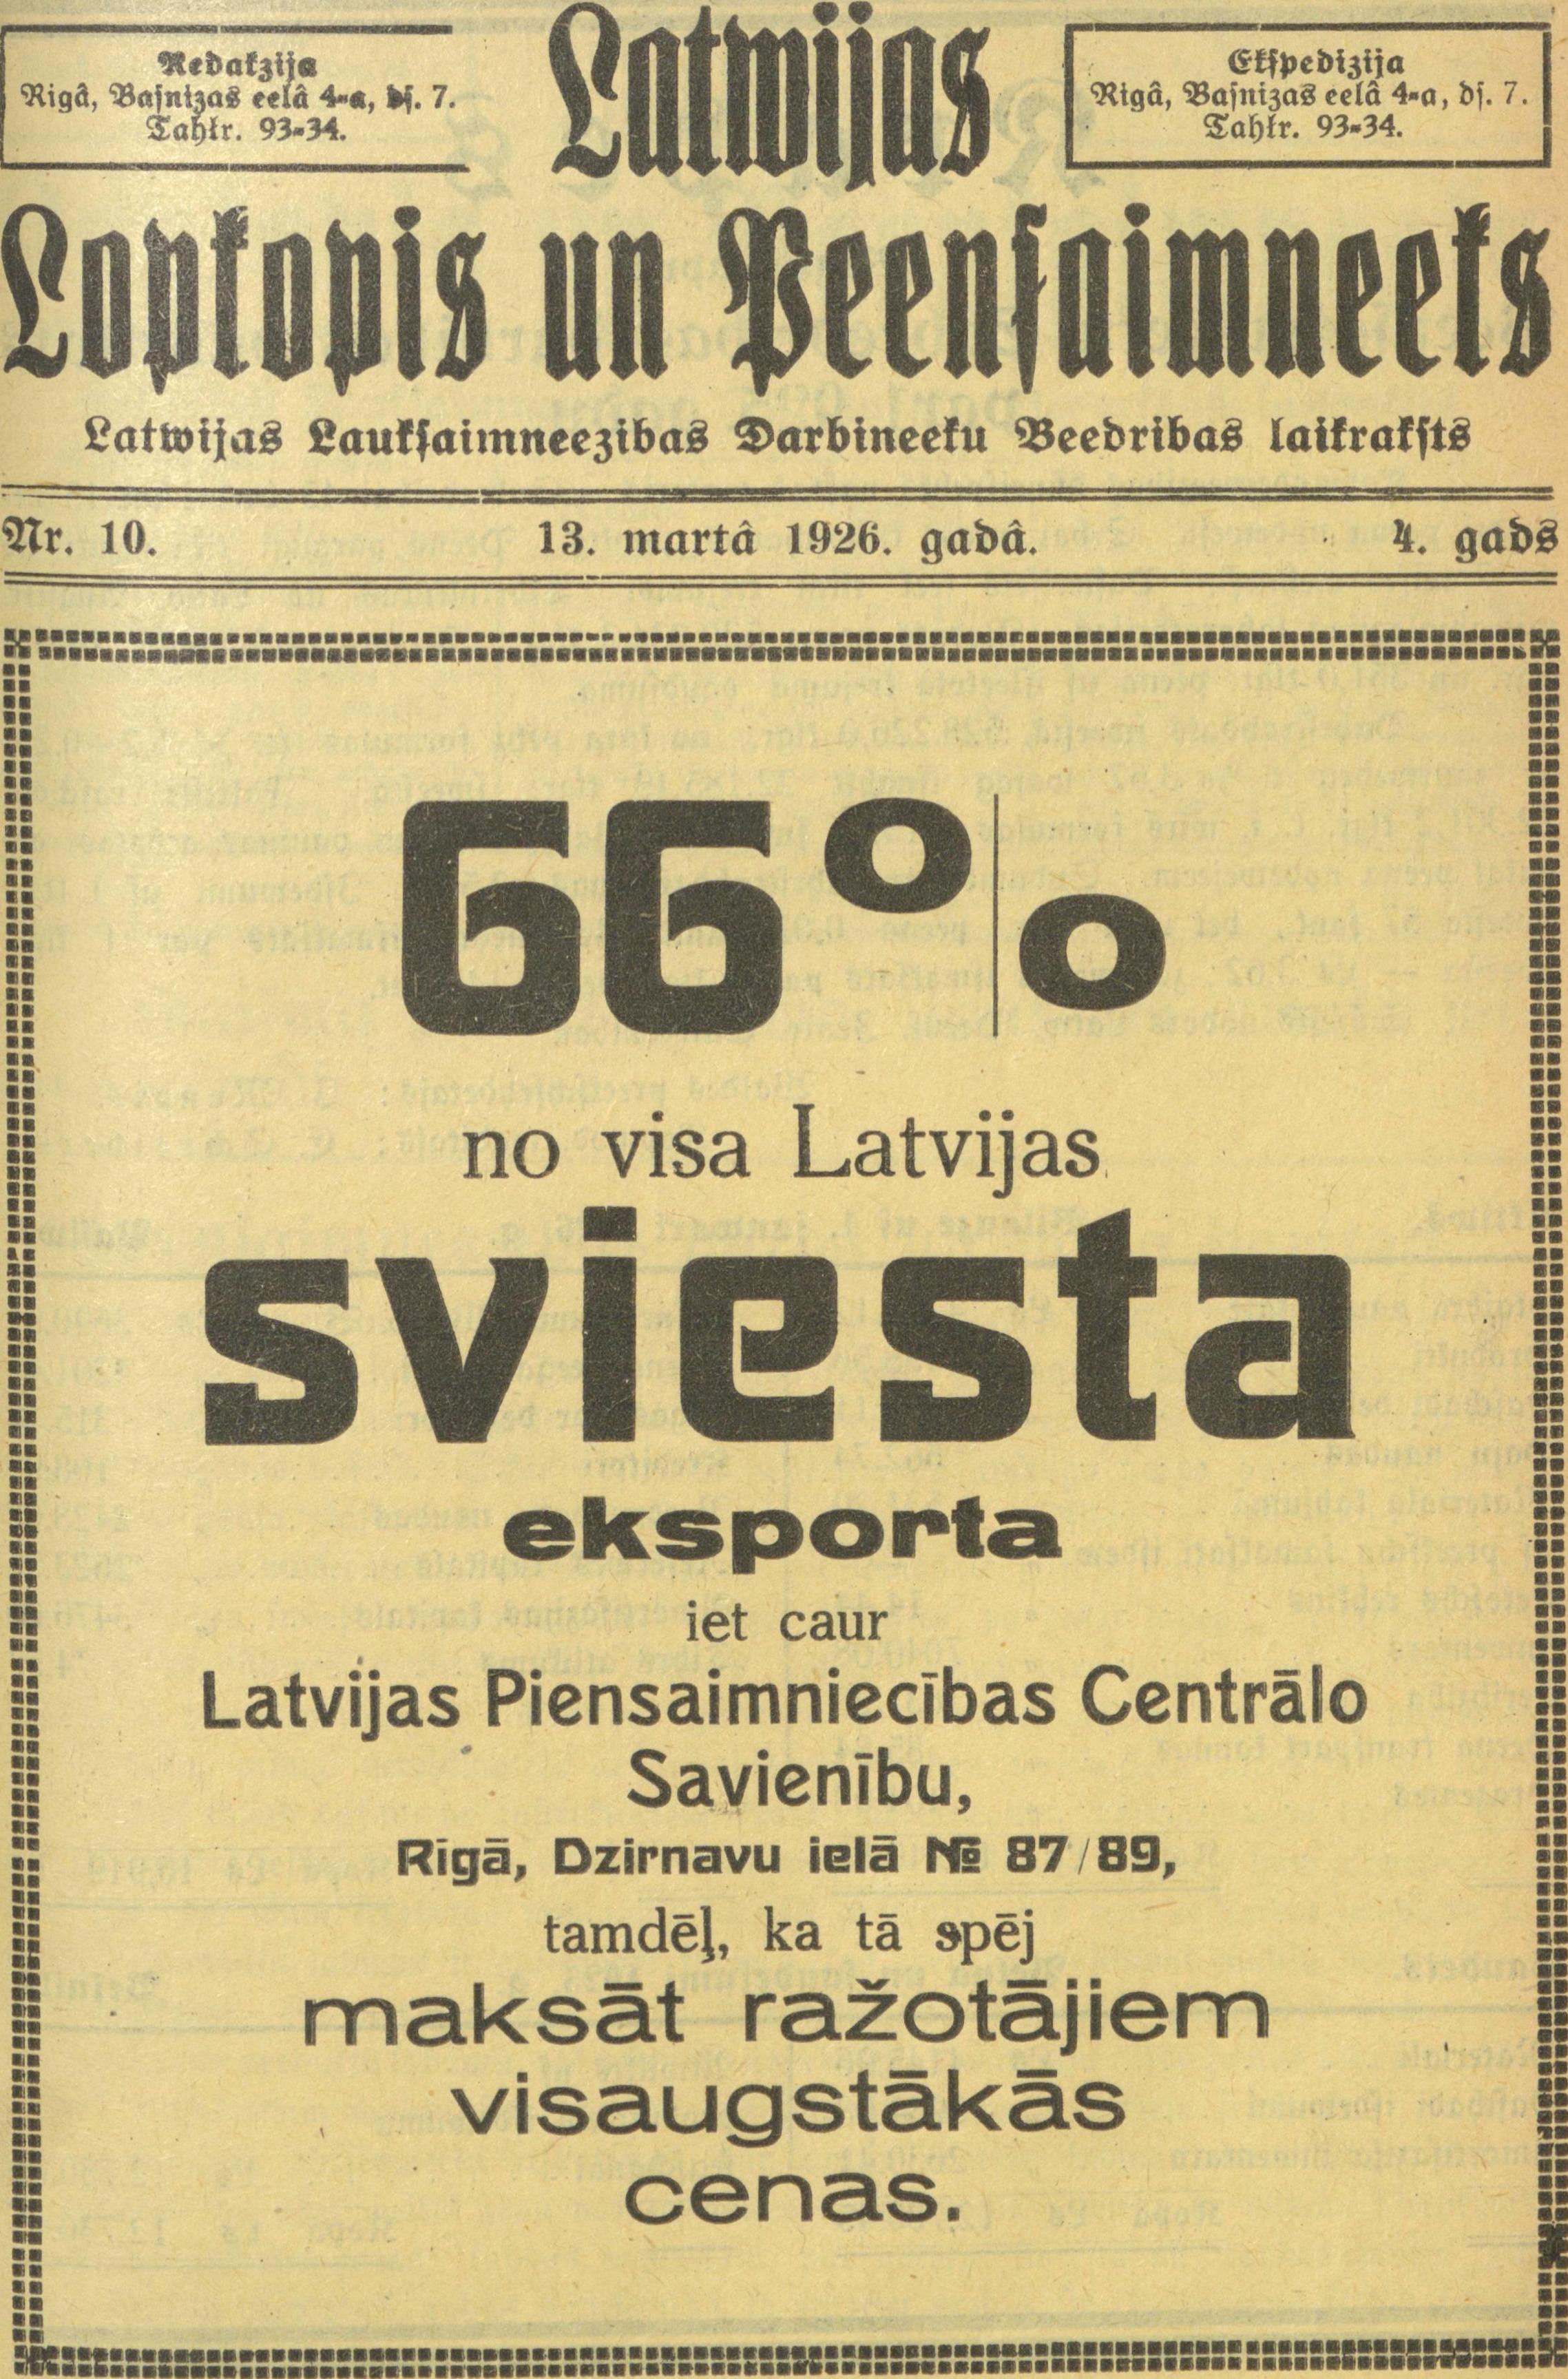 Redakzija
Rigâ, Baſnizas eelâ 4-a, dſ. 7.
Tahlr. 93-34.
Latwijas
Ekſpedizija
Rigâ, Baſnizas eelâ 4-a, dſ. 7.
Tahlr. 93-34.
Lopkopis un Peenſaimneeks
Latwijas Laukſaimneezibas Darbineeku Beedribas laikrakſts
Nr. 10. 13. martâ 1926. gadâ. 4. gads
66%
no visa Latvijas
sviesta
eksporta
iet caur
Latvijas Piensaimniecības Centrālo
Savienību,
Rīgā, Dzirnavu ielā № 87/89,
tamdēļ, ka tā spēj
maksāt ražotājiem
visaugstākās
cenas.